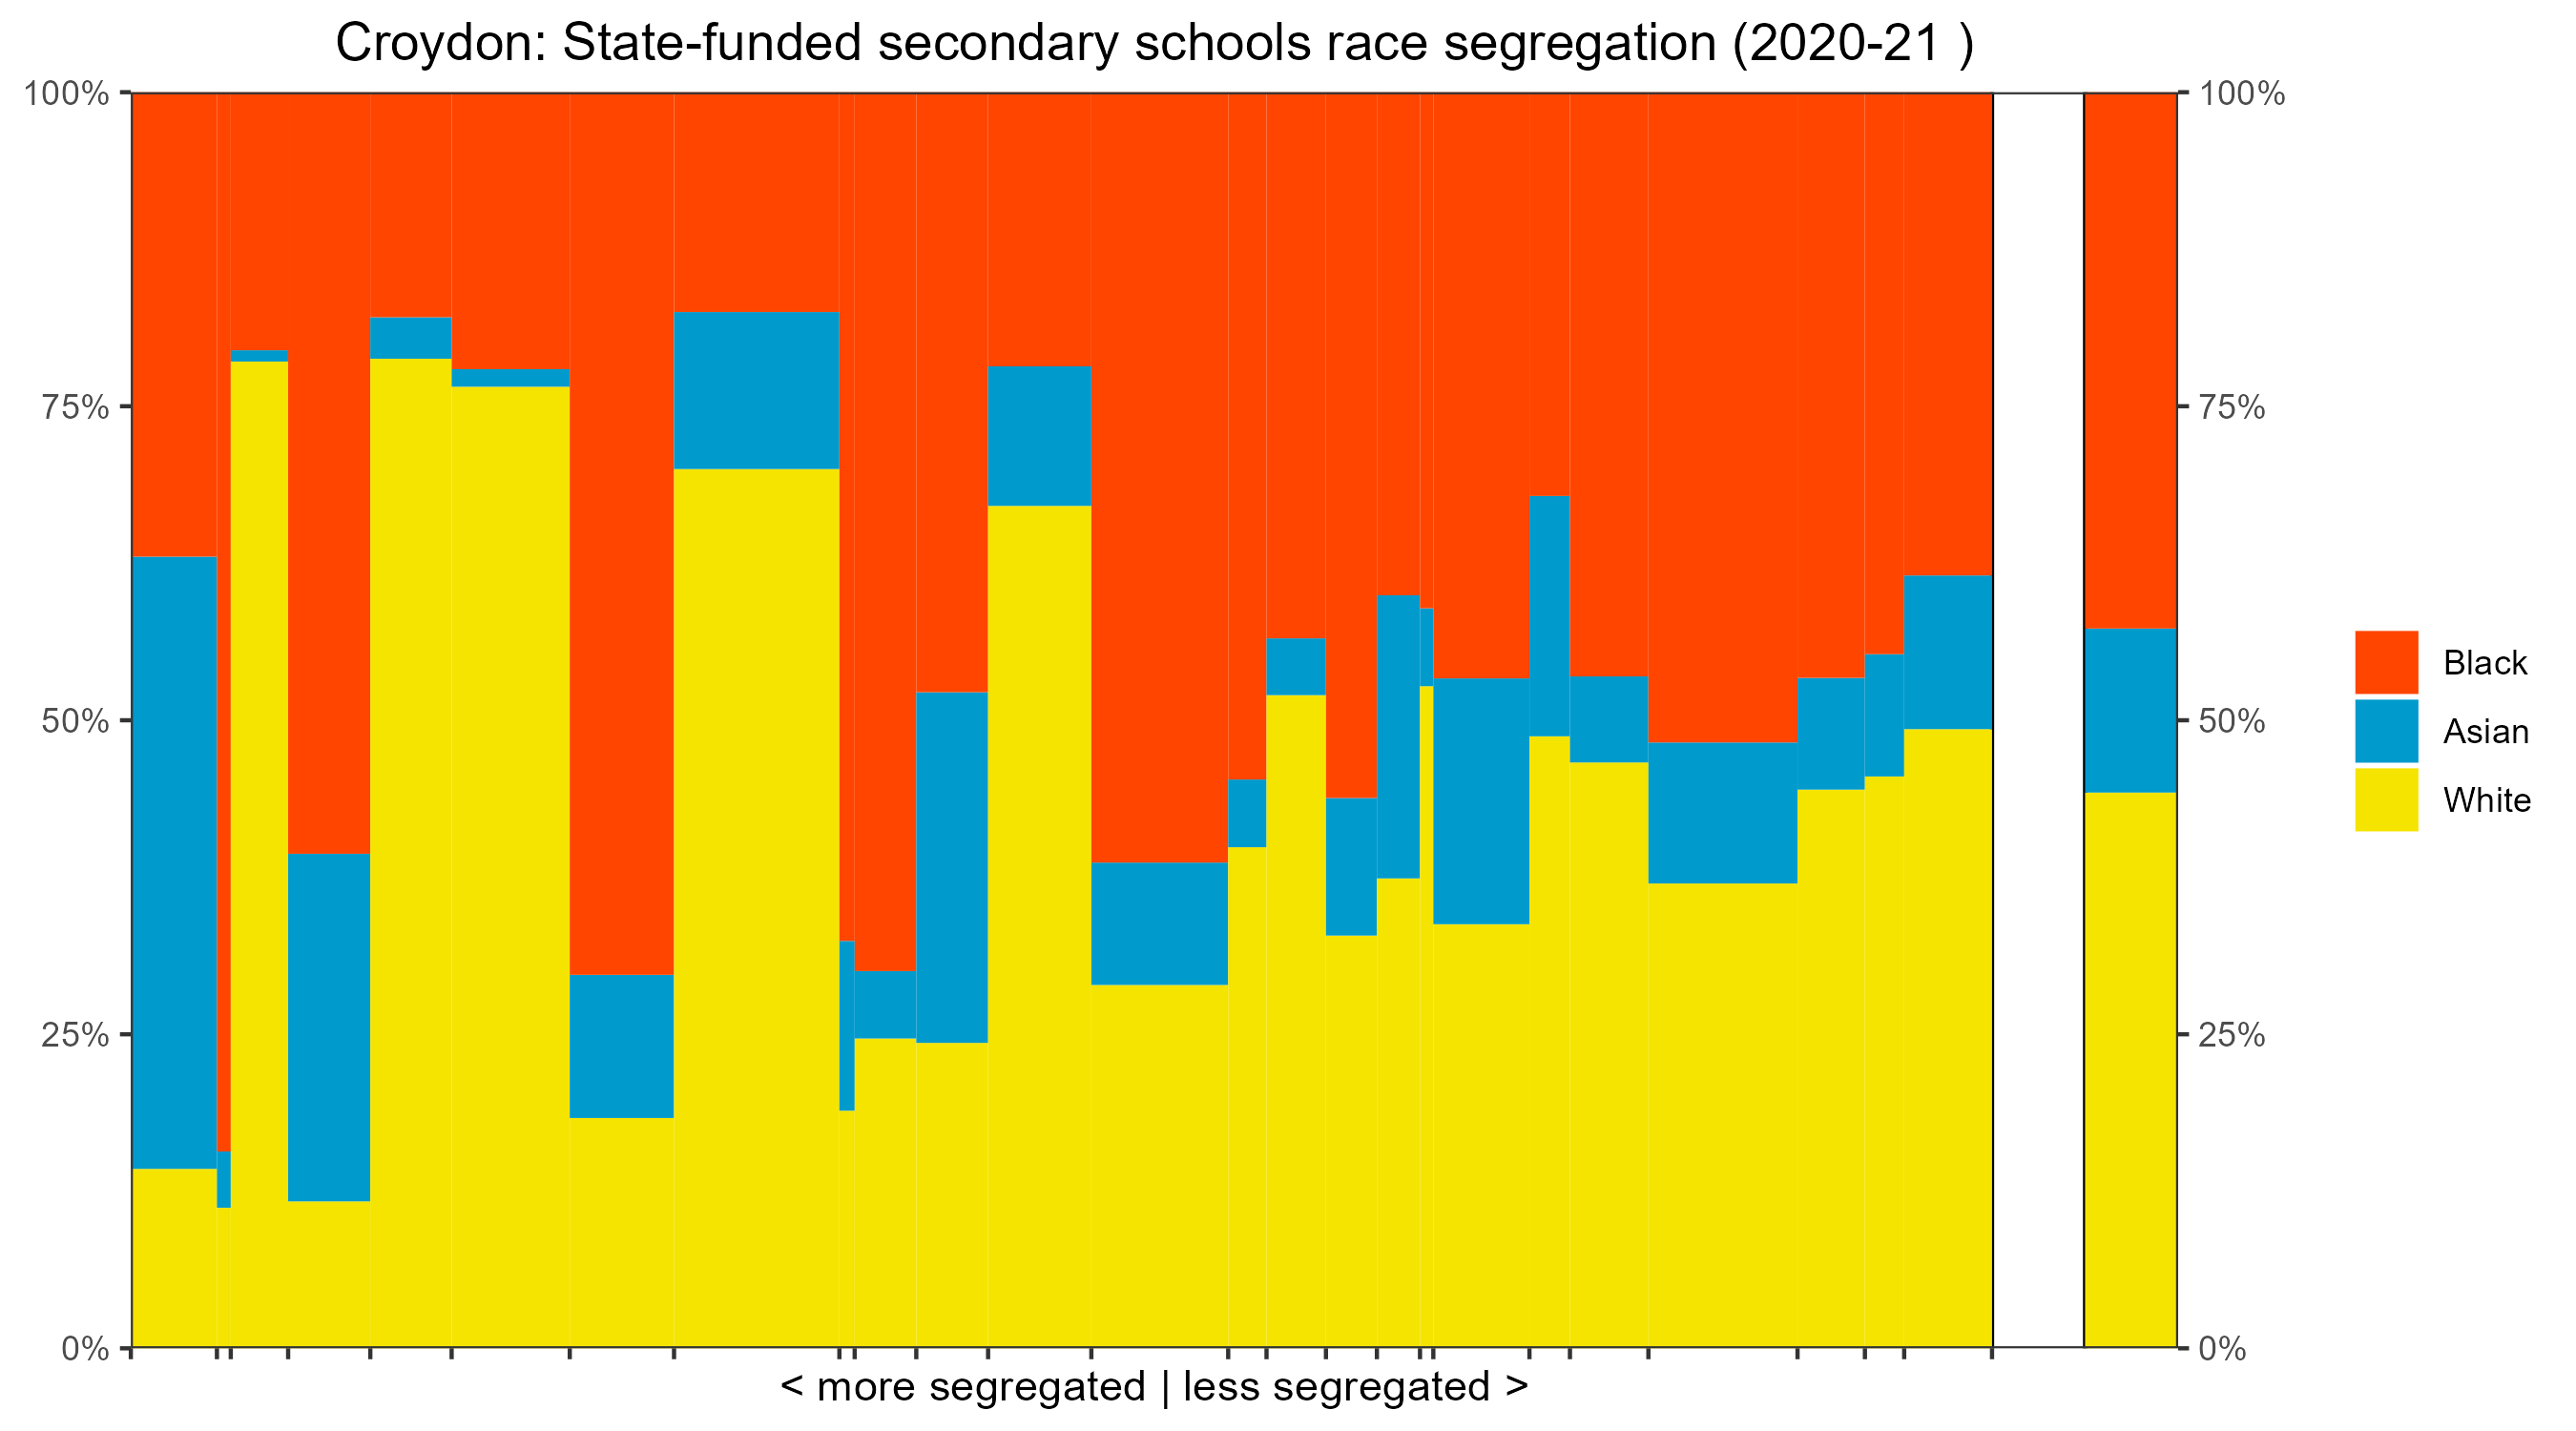 Croydon: State-funded secondary schools race segregation (2020-21 )
100%
75%
50%
25%
0%
100%
75%
50%
25%
0%
Black
Asian
White
< more segregated | less segregated >